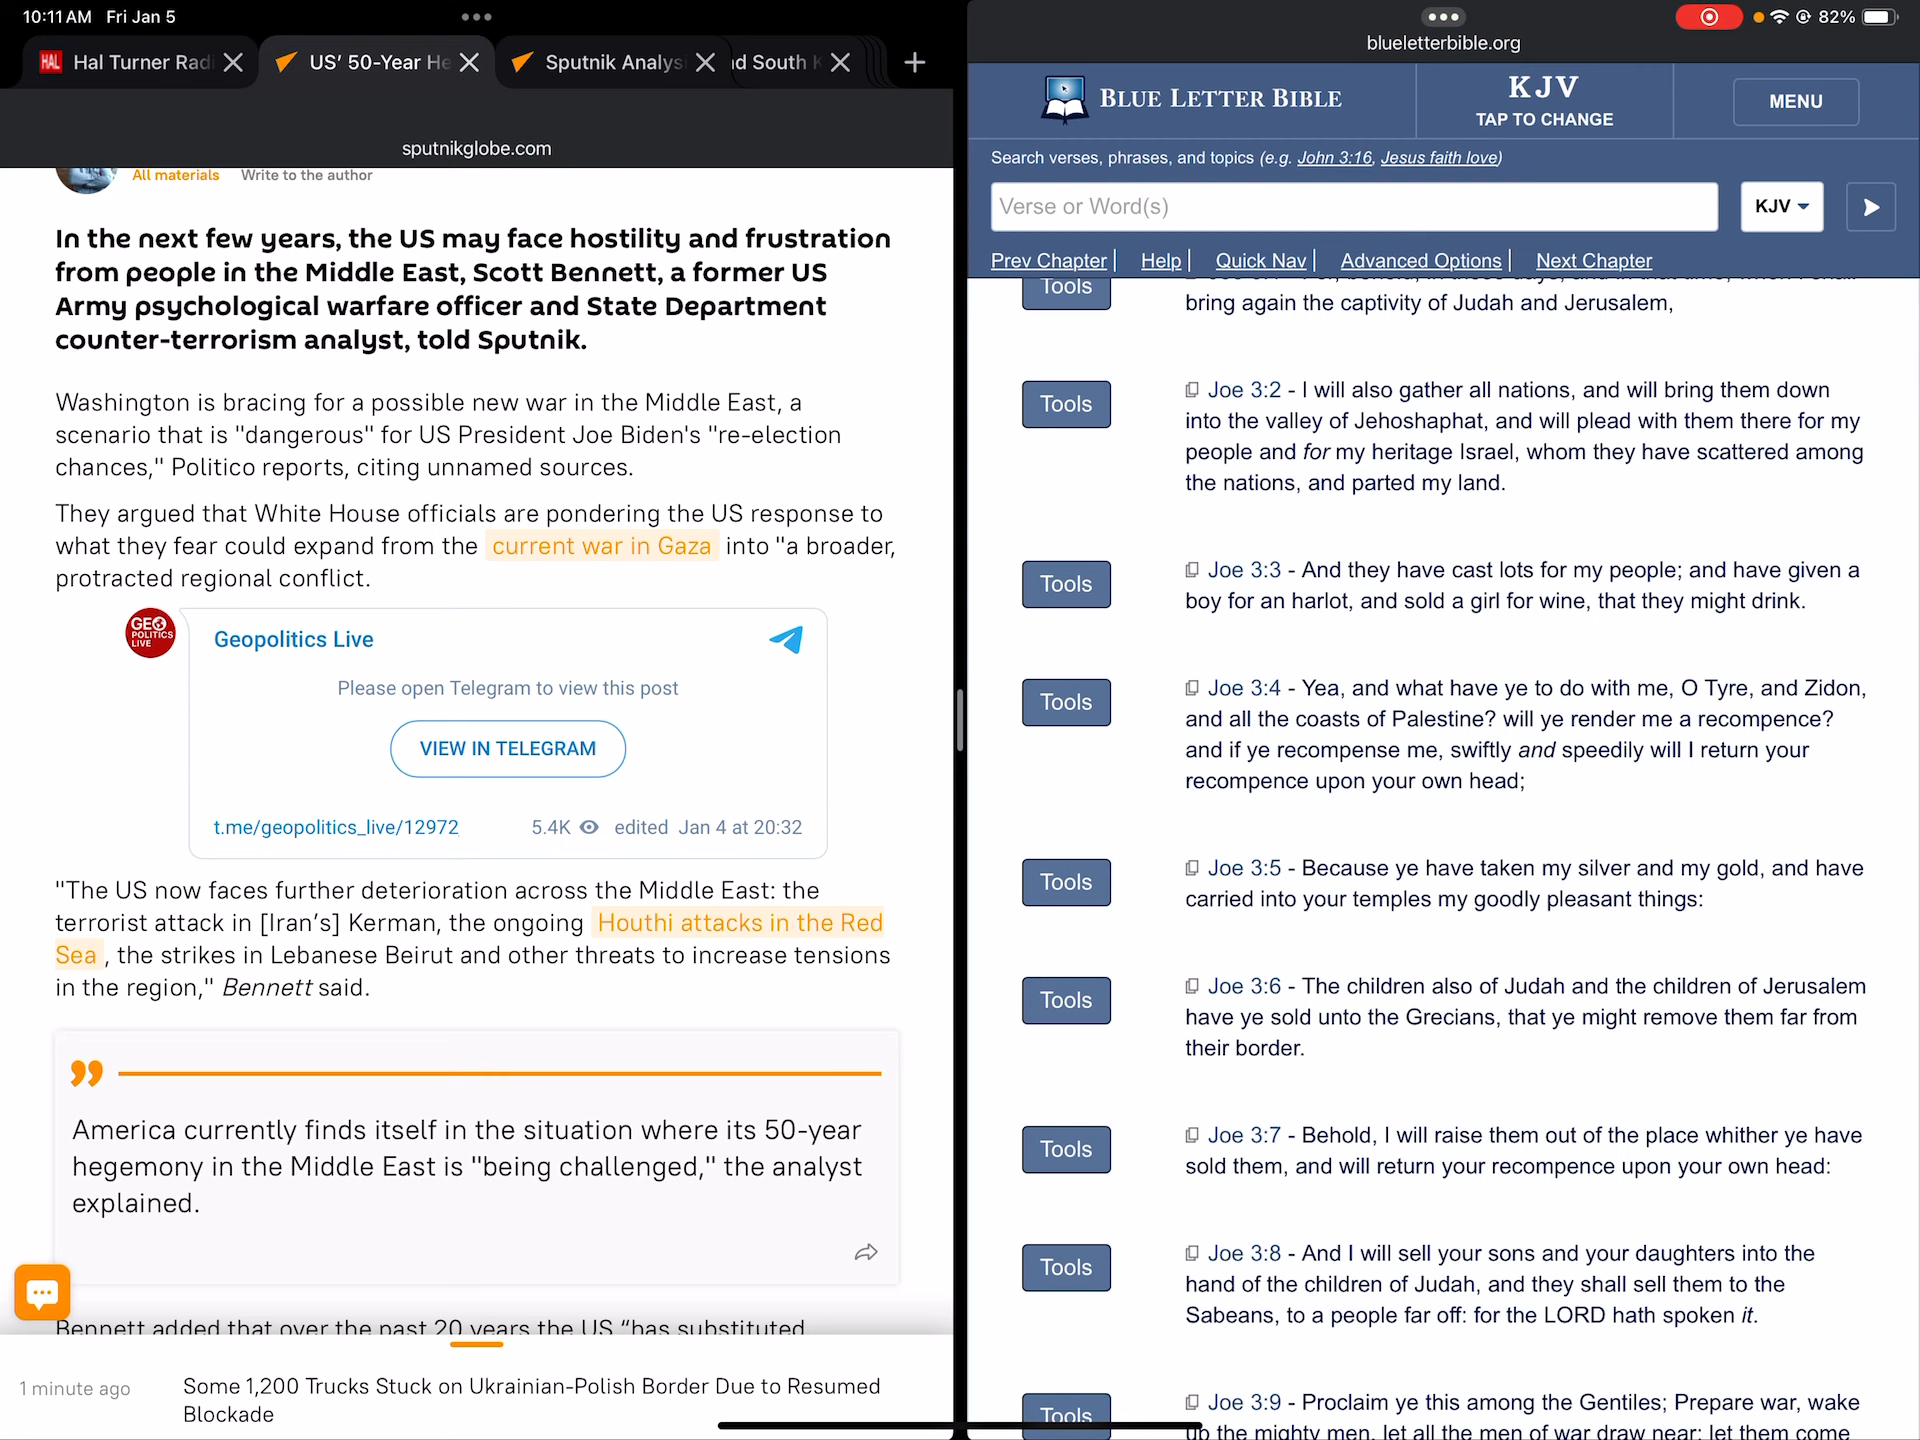 10:11 AM Fri Jan 5
82%
HAL Hal Turner Rad
US' 50-Year He
Sputnik Analys
d South K
sputnikglobe.com
All materials Write to the author
In the next few years, the US may face hostility and frustration
from people in the Middle East, Scott Bennett, a former US
Army psychological warfare officer and State Department
counter-terrorism analyst, told Sputnik.
Washington is bracing for a possible new war in the Middle East, a
scenario that is "dangerous" for US President Joe Biden's "re-election
chances," Politico reports, citing unnamed sources.
They argued that White House officials are pondering the US response to
what they fear could expand from the current war in Gaza into "a broader,
protracted regional conflict.
GEO
POLITICS
LIVE
Geopolitics Live
Please open Telegram to view this post
VIEW IN TELEGRAM
t.me/geopolitics_live/12972 5.4K edited Jan 4 at 20:32
"The US now faces further deterioration across the Middle East: the
terrorist attack in [Iran's] Kerman, the ongoing Houthi attacks in the Red
Sea , the strikes in Lebanese Beirut and other threats to increase tensions
in the region," Bennett said.
America currently finds itself in the situation where its 50-year
hegemony in the Middle East is "being challenged," the analyst
explained.
Bennett added that over the past 20 years the US "has substituted
1 minute ago
Some 1,200 Trucks Stuck on Ukrainian-Polish Border Due to Resumed
Blockade
blueletterbible.org
BLUE LETTER BIBLE
KJV
TAP TO CHANGE
MENU
Search verses, phrases, and topics (e.g. John 3:16, Jesus faith love)
Verse or Word(s)
KJV
Prev Chapter | Help | Quick Nav | Advanced Options | Next Chapter
Tools
bring again the captivity of Judah and Jerusalem,
Tools
Joe 3:2 - I will also gather all nations, and will bring them down
into the valley of Jehoshaphat, and will plead with them there for my
people and for my heritage Israel, whom they have scattered among
the nations, and parted my land.
Tools
Joe 3:3 - And they have cast lots for my people; and have given a
boy for an harlot, and sold a girl for wine, that they might drink.
Tools
Joe 3:4 - Yea, and what have ye to do with me, O Tyre, and Zidon,
and all the coasts of Palestine? will ye render me a recompence?
and if ye recompense me, swiftly and speedily will I return your
recompence upon your own head;
Tools
Joe 3:5 - Because ye have taken my silver and my gold, and have
carried into your temples my goodly pleasant things:
Tools
Joe 3:6 - The children also of Judah and the children of Jerusalem
have ye sold unto the Grecians, that ye might remove them far from
their border.
Tools
Joe 3:7 - Behold, I will raise them out of the place whither ye have
sold them, and will return your recompence upon your own head:
Tools
Joe 3:8 - And I will sell your sons and your daughters into the
hand of the children of Judah, and they shall sell them to the
Sabeans, to a people far off: for the LORD hath spoken it.
Tools
Joe 3:9 - Proclaim ye this among the Gentiles; Prepare war, wake
up the mighty men, let all the men of war draw near; let them come